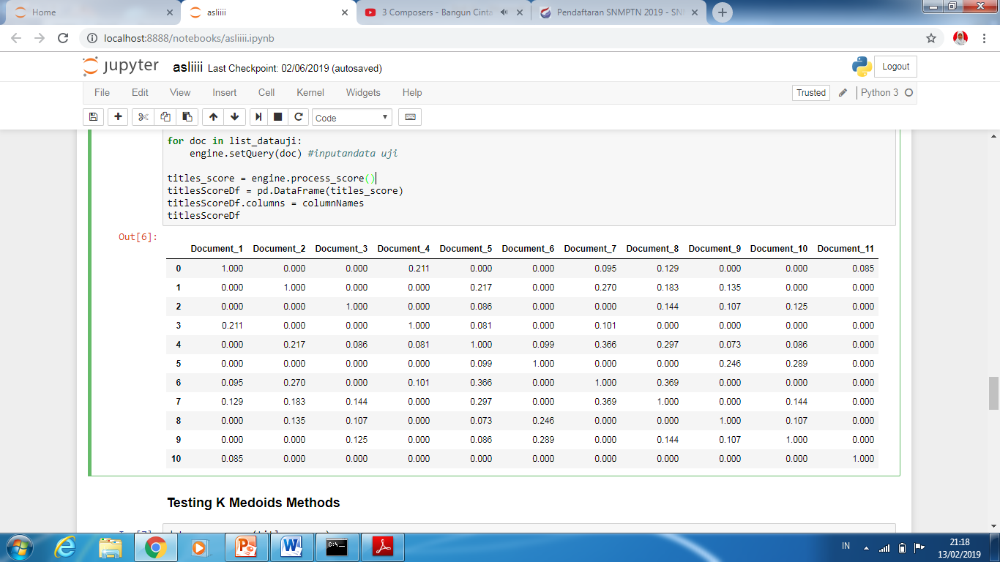 Home
asliiii
3 Composers - Bangun Cinta
Pendaftaran SNMPTN 2019 - SN
localhost:8888/notebooks/asliiii.ipynb
jupyter asliiii Last Checkpoint: 02/06/2019 (autosaved)
Logout
File Edit View Insert Cell Kernel Widgets Help
Trusted Python 3
Code
for doc in list_datauji:
    engine.setQuery(doc) #inputandata uji
titles_score = engine.process_score()
titlesScoreDf = pd.DataFrame(titles_score)
titlesScoreDf.columns = columnNames
titlesScoreDf
Out[6]:
Document_1 Document_2 Document_3 Document_4 Document_5 Document_6 Document_7 Document_8 Document_9 Document_10 Document_11
0 1.000 0.000 0.000 0.211 0.000 0.000 0.095 0.129 0.000 0.000 0.085
1 0.000 1.000 0.000 0.000 0.217 0.000 0.270 0.183 0.135 0.000 0.000
2 0.000 0.000 1.000 0.000 0.086 0.000 0.000 0.144 0.107 0.125 0.000
3 0.211 0.000 0.000 1.000 0.081 0.000 0.101 0.000 0.000 0.000 0.000
4 0.000 0.217 0.086 0.081 1.000 0.099 0.366 0.297 0.073 0.086 0.000
5 0.000 0.000 0.000 0.000 0.099 1.000 0.000 0.000 0.246 0.289 0.000
6 0.095 0.270 0.000 0.101 0.366 0.000 1.000 0.369 0.000 0.000 0.000
7 0.129 0.183 0.144 0.000 0.297 0.000 0.369 1.000 0.000 0.144 0.000
8 0.000 0.135 0.107 0.000 0.073 0.246 0.000 0.000 1.000 0.107 0.000
9 0.000 0.000 0.125 0.000 0.086 0.289 0.000 0.144 0.107 1.000 0.000
10 0.085 0.000 0.000 0.000 0.000 0.000 0.000 0.000 0.000 0.000 1.000
Testing K Medoids Methods
IN
21:18
13/02/2019